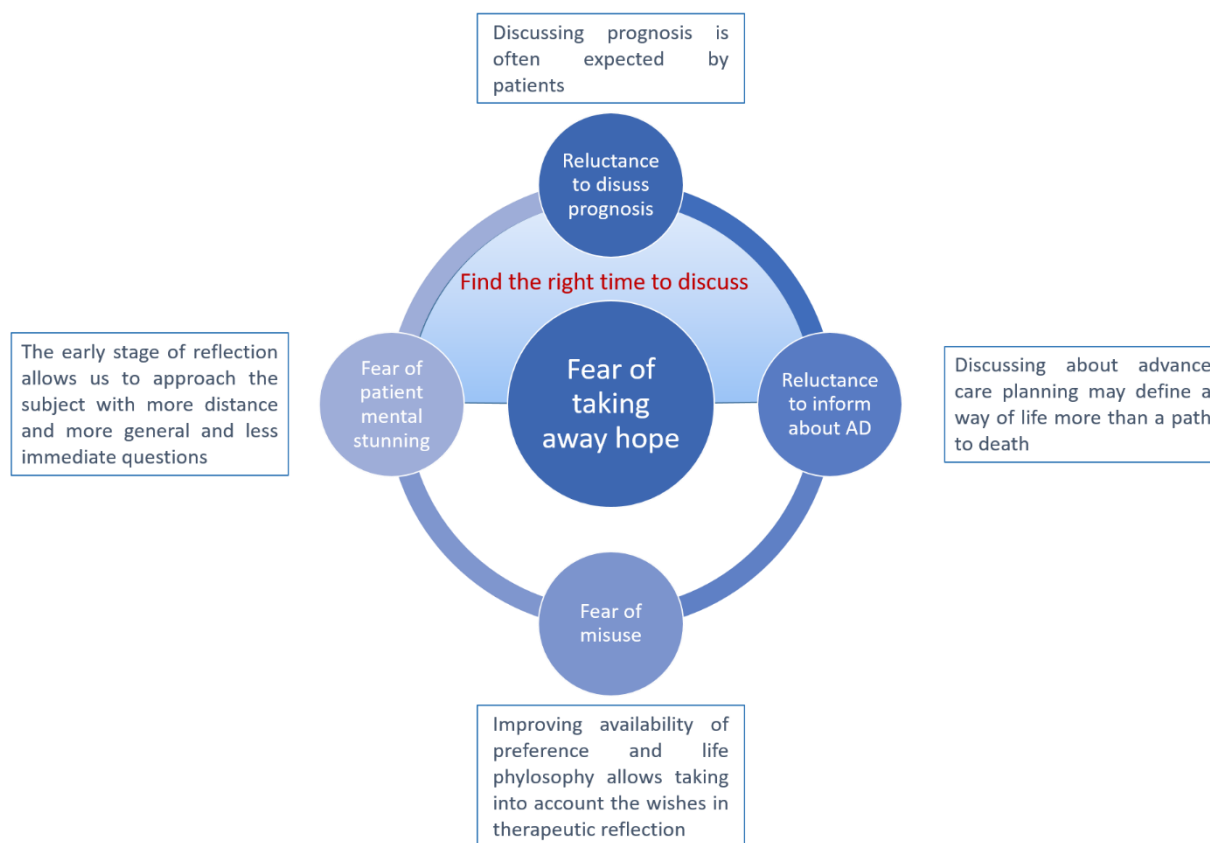 Discussing prognosis is
often expected by
patients
Reluctance
to disuss
prognosis
Find the right time to discuss
The early stage of reflection
allows us to approach the
subject with more distance
and more general and less
immediate questions
Fear of
patient
mental
stunning
Fear of
taking
away hope
Reluctance
to inform
about AD
Discussing about advance
care planning may define a
way of life more than a path
to death
Fear of
misuse
Improving availability of
preference and life
phylosophy allows taking
into account the wishes in
therapeutic reflection